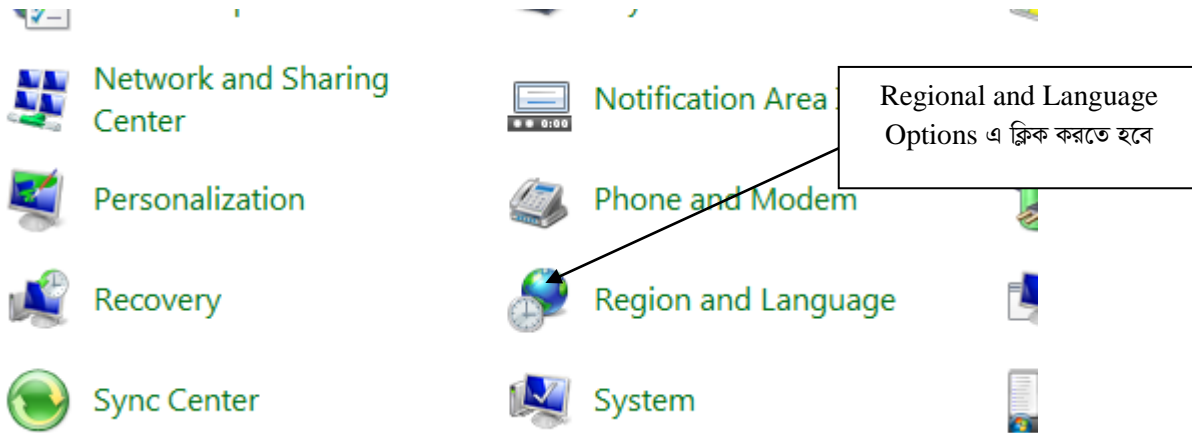 Network and Sharing
Center
Notification Area
Regional and Language
Options এ ক্লিক করতে হবে
Personalization
Phone and Modem
Recovery
Region and Language
Sync Center
System